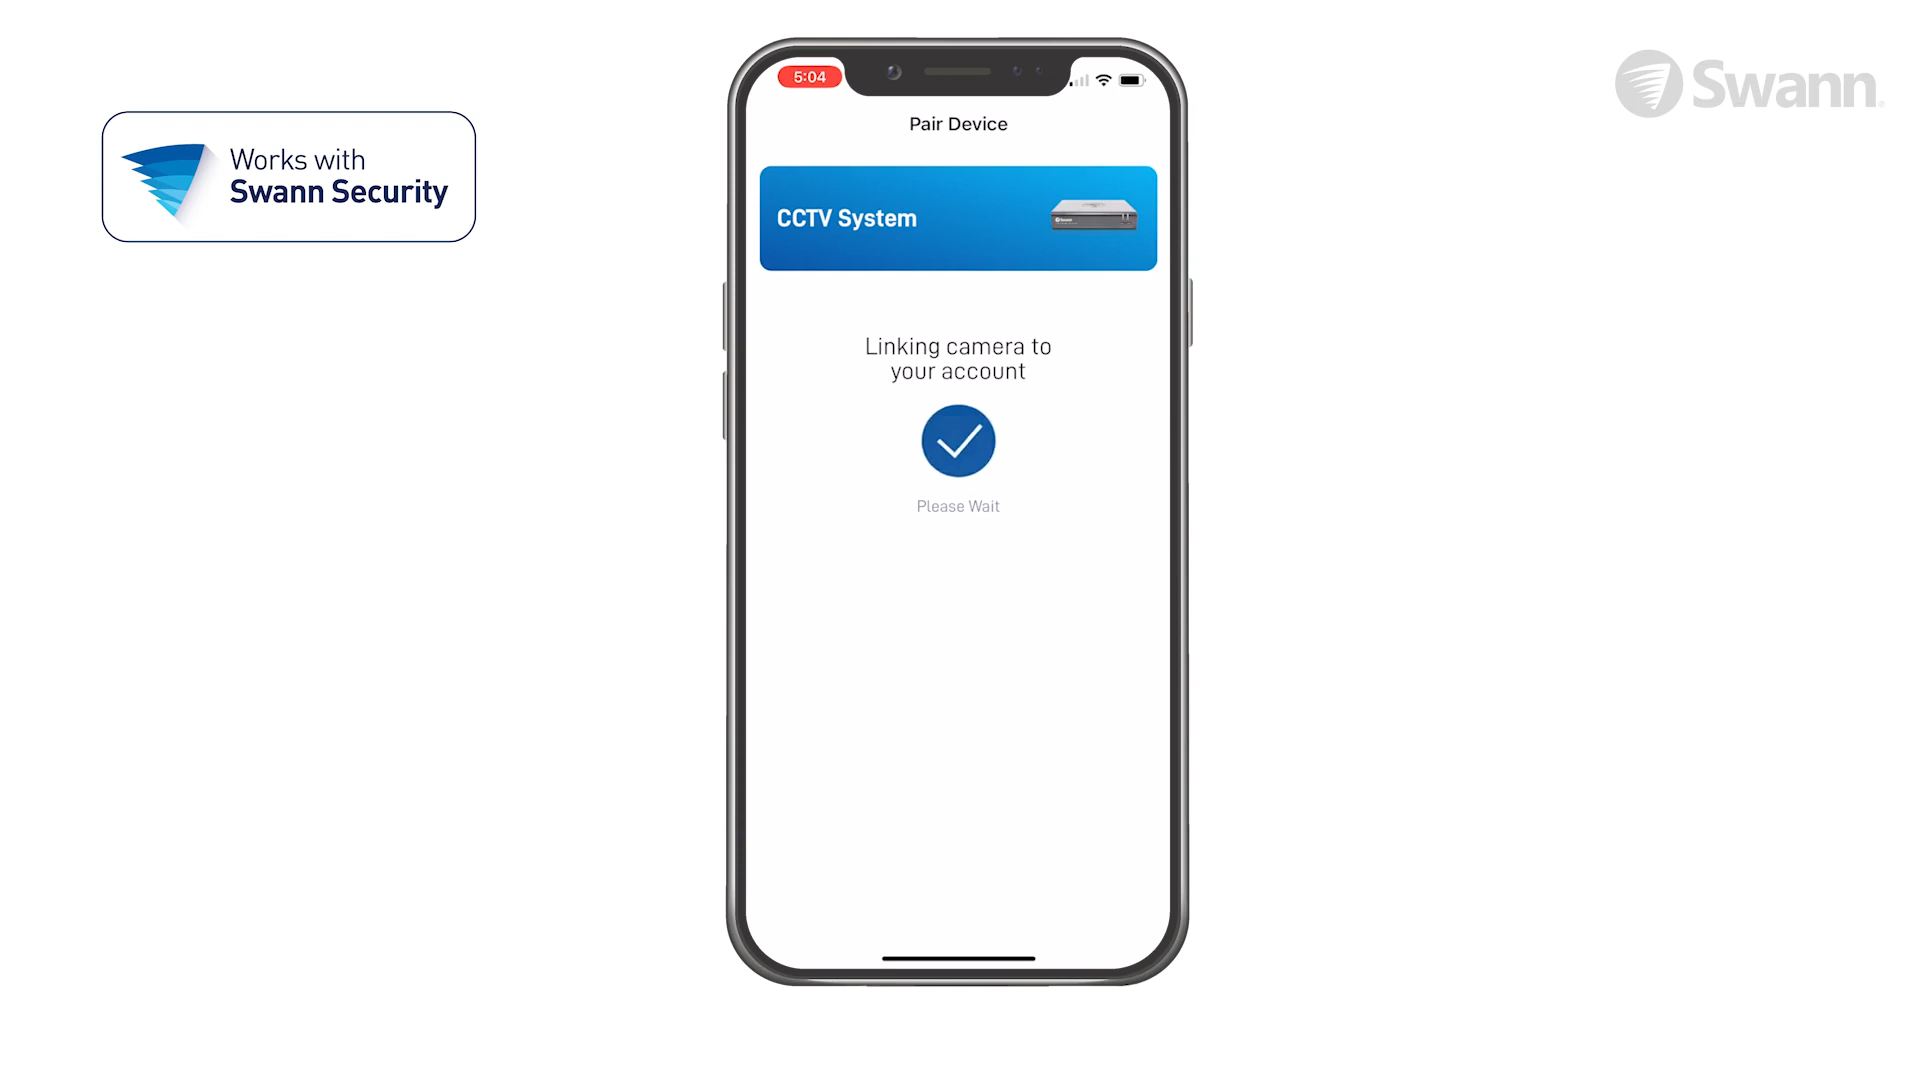 Works with
Swann Security
Swann
5:04
Pair Device
CCTV System
Linking camera to
your account
Please Wait